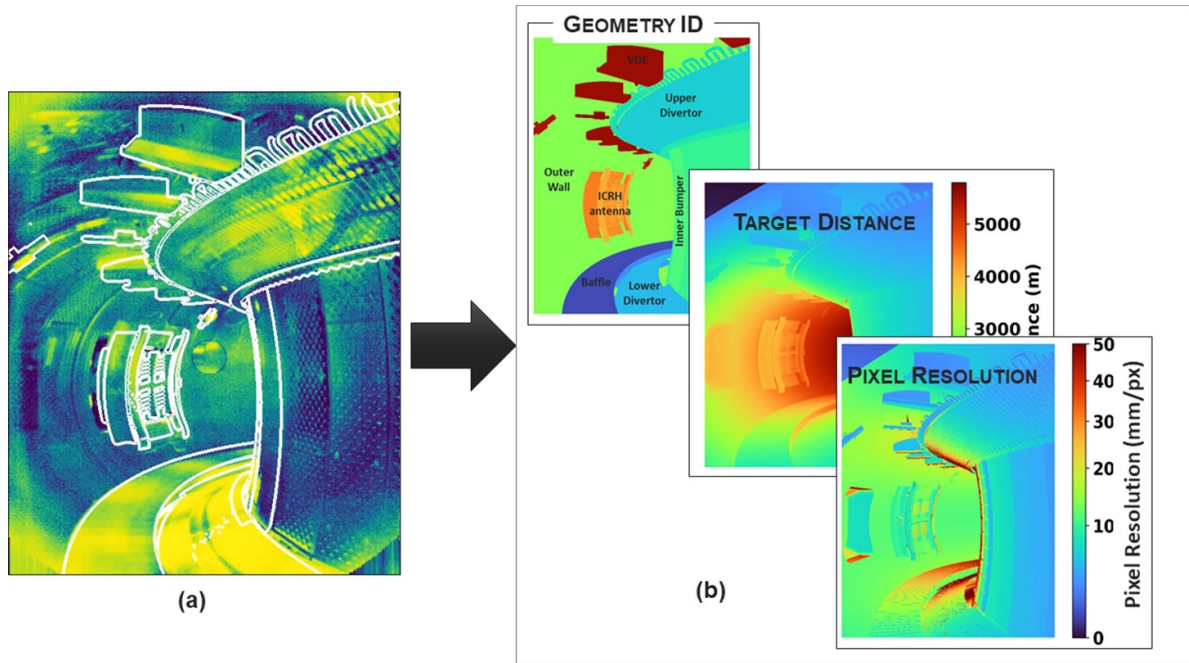 GEOMETRY ID
VDE
Upper
Divertor
Outer
Wall
ICRH
antenna
Inner Bumper
Baffle
Lower
Divertor
TARGET DISTANCE
5000
4000
3000
nce (m)
PIXEL RESOLUTION
50
40
30
20
10
0
Pixel Resolution (mm/px)
(a)
(b)